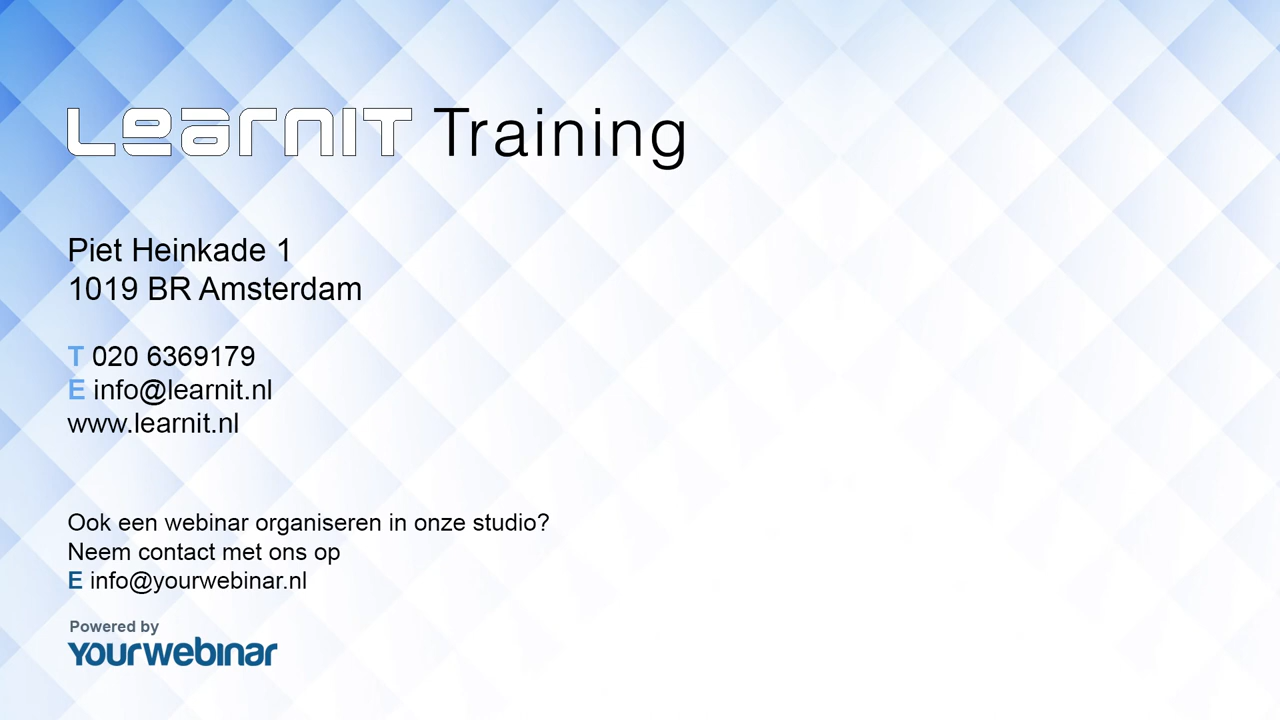 Learnit Training
Piet Heinkade 1
1019 BR Amsterdam
T 020 6369179
E info@learnit.nl
www.learnit.nl
Ook een webinar organiseren in onze studio?
Neem contact met ons op
E info@yourwebinar.nl
Powered by
Yourwebinar